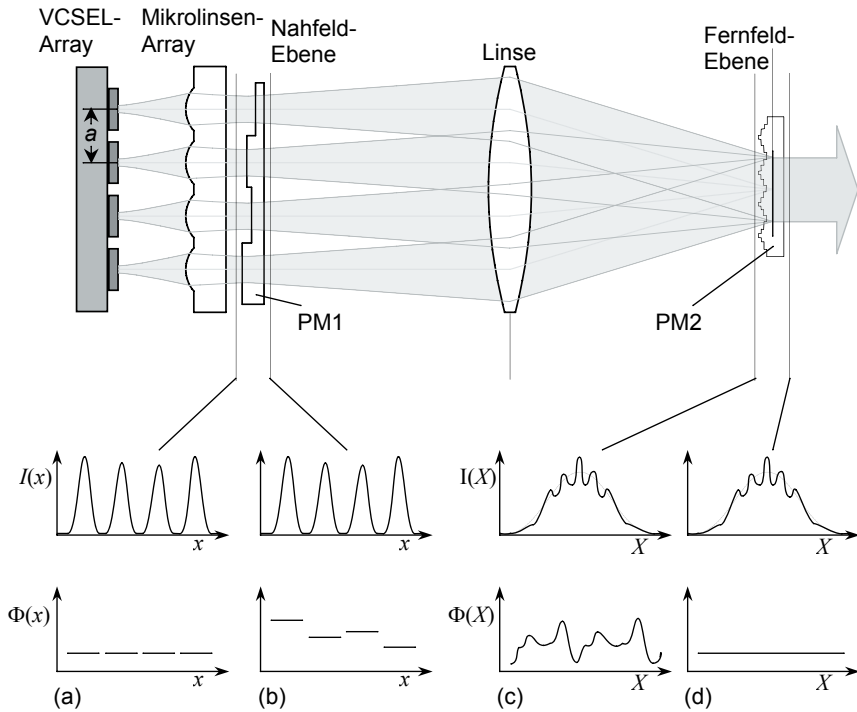 VCSEL-
Array
Mikrolinsen-
Array
Nahfeld-
Ebene
Linse
Fernfeld-
Ebene
a
PM1
PM2
I(x)
x
x
I(X)
X
X
Φ(x)
x
x
Φ(X)
X
X
(a)
(b)
(c)
(d)